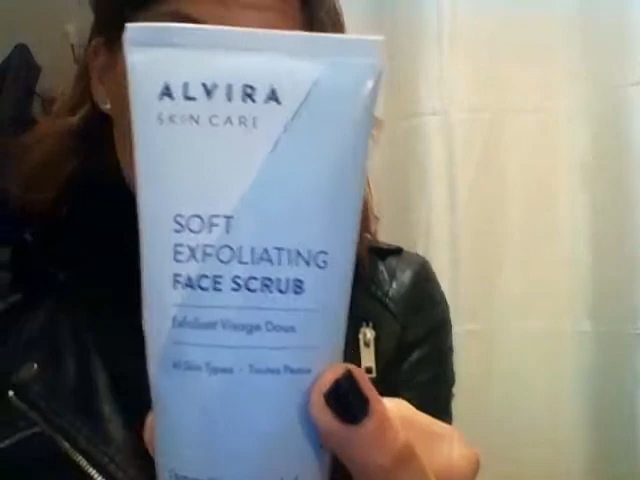 ALVIRA
SKIN CARE
SOFT
EXFOLIATING
FACE SCRUB
Exfoliant Visage Doux
All Skin Types - Toutes Peaux